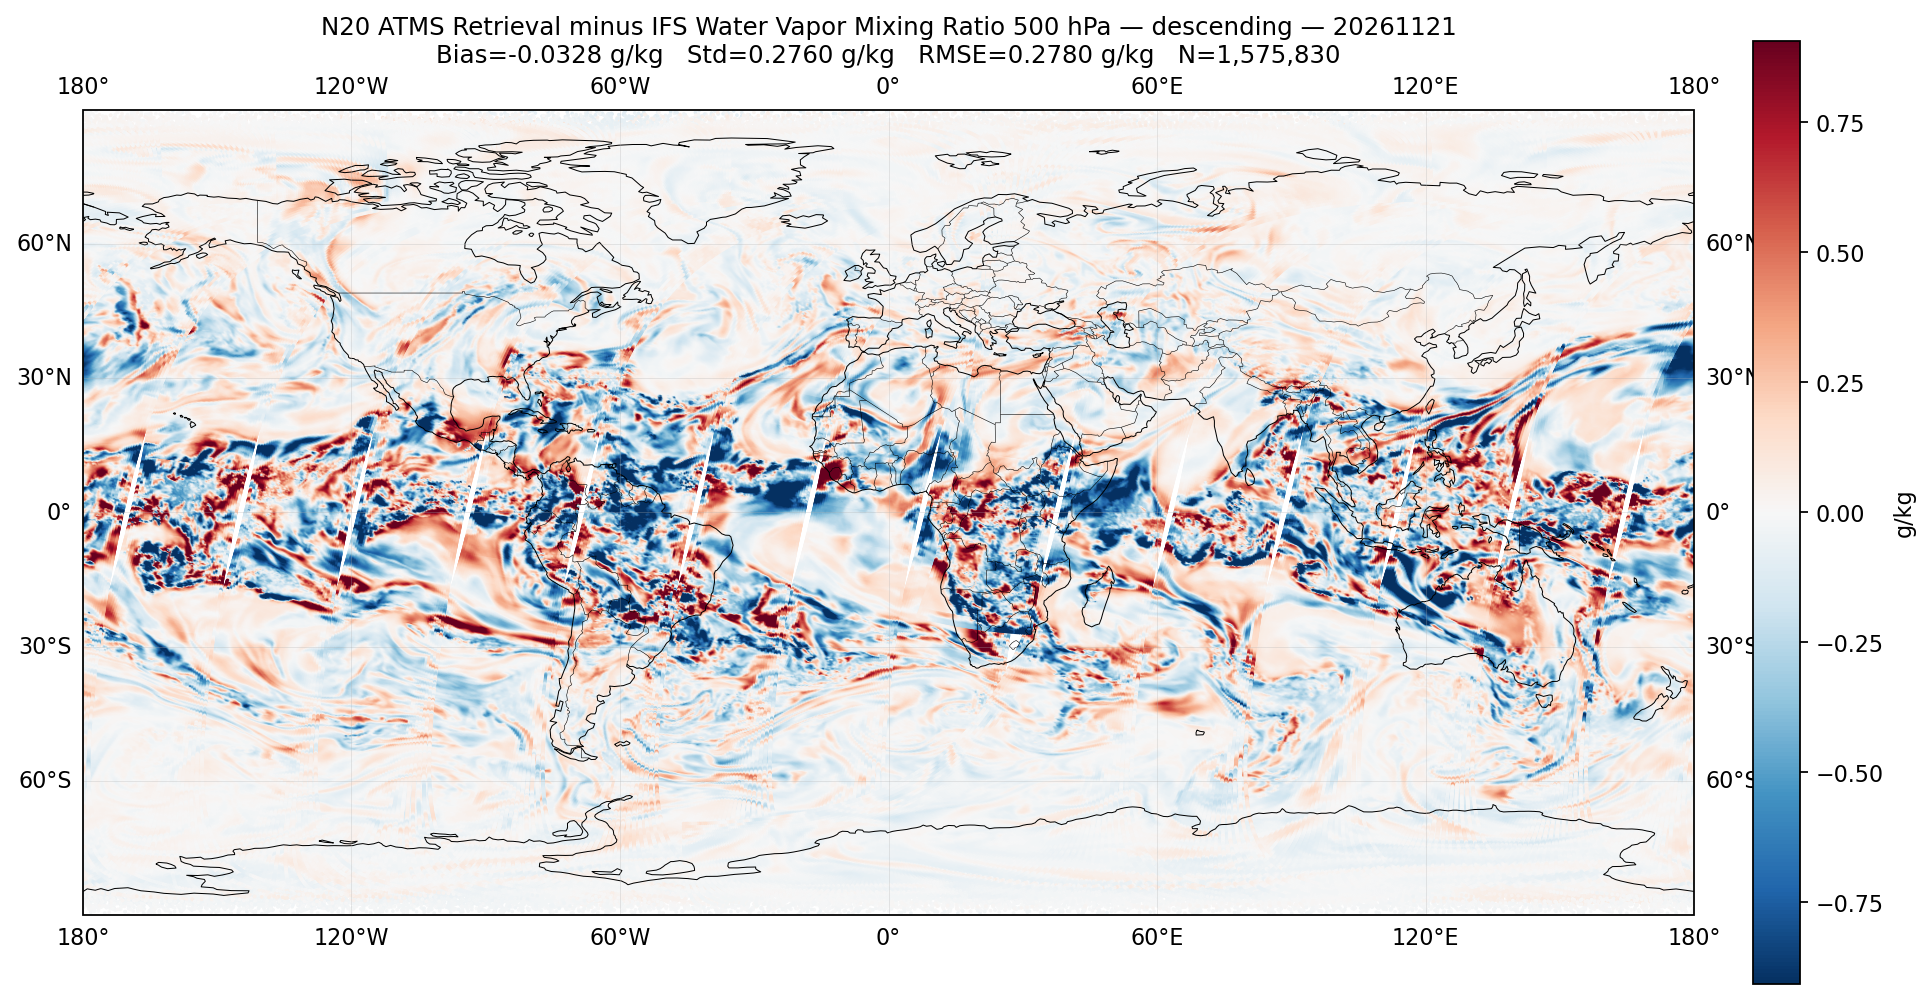 N20 ATMS Retrieval minus IFS Water Vapor Mixing Ratio 500 hPa — descending — 20261121
Bias=-0.0328 g/kg   Std=0.2760 g/kg   RMSE=0.2780 g/kg   N=1,575,830
180° 120°W 60°W 0° 60°E 120°E 180°
60°N 60°N
30°N 30°N
0° 0°
30°S 30°S
60°S 60°S
180° 120°W 60°W 0° 60°E 120°E 180°
0.75
0.50
0.25
0.00
−0.25
−0.50
−0.75
g/kg